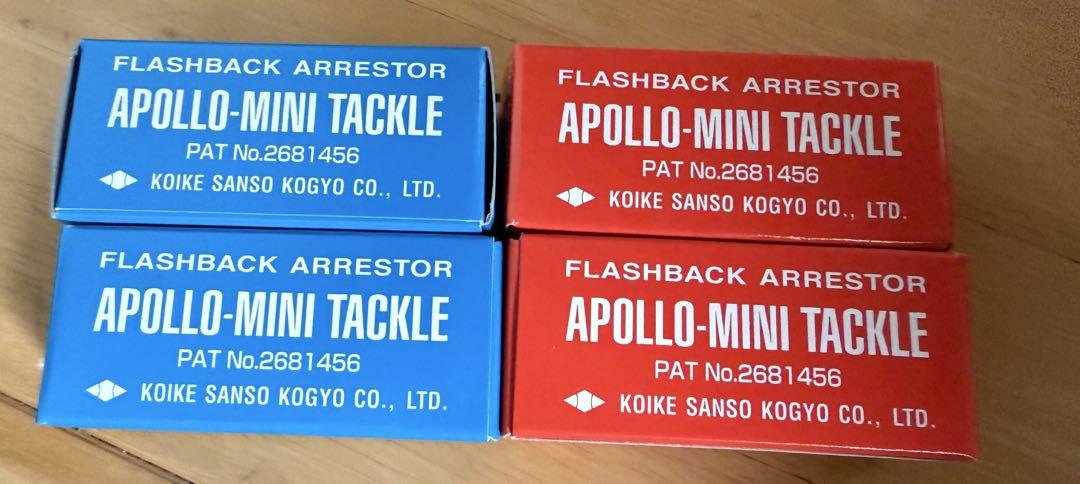 FLASHBACK ARRESTOR
APOLLO-MINI TACKLE
PAT No.2681456
KOIKE SANSO KOGYO CO., LTD.
FLASHBACK ARRESTOR
APOLLO-MINI TACKLE
PAT No.2681456
KOIKE SANSO KOGYO CO., LTD.
FLASHBACK ARRESTOR
APOLLO-MINI TACKLE
PAT No.2681456
KOIKE SANSO KOGYO CO., LTD.
FLASHBACK ARRESTOR
APOLLO-MINI TACKLE
PAT No.2681456
KOIKE SANSO KOGYO CO., LTD.